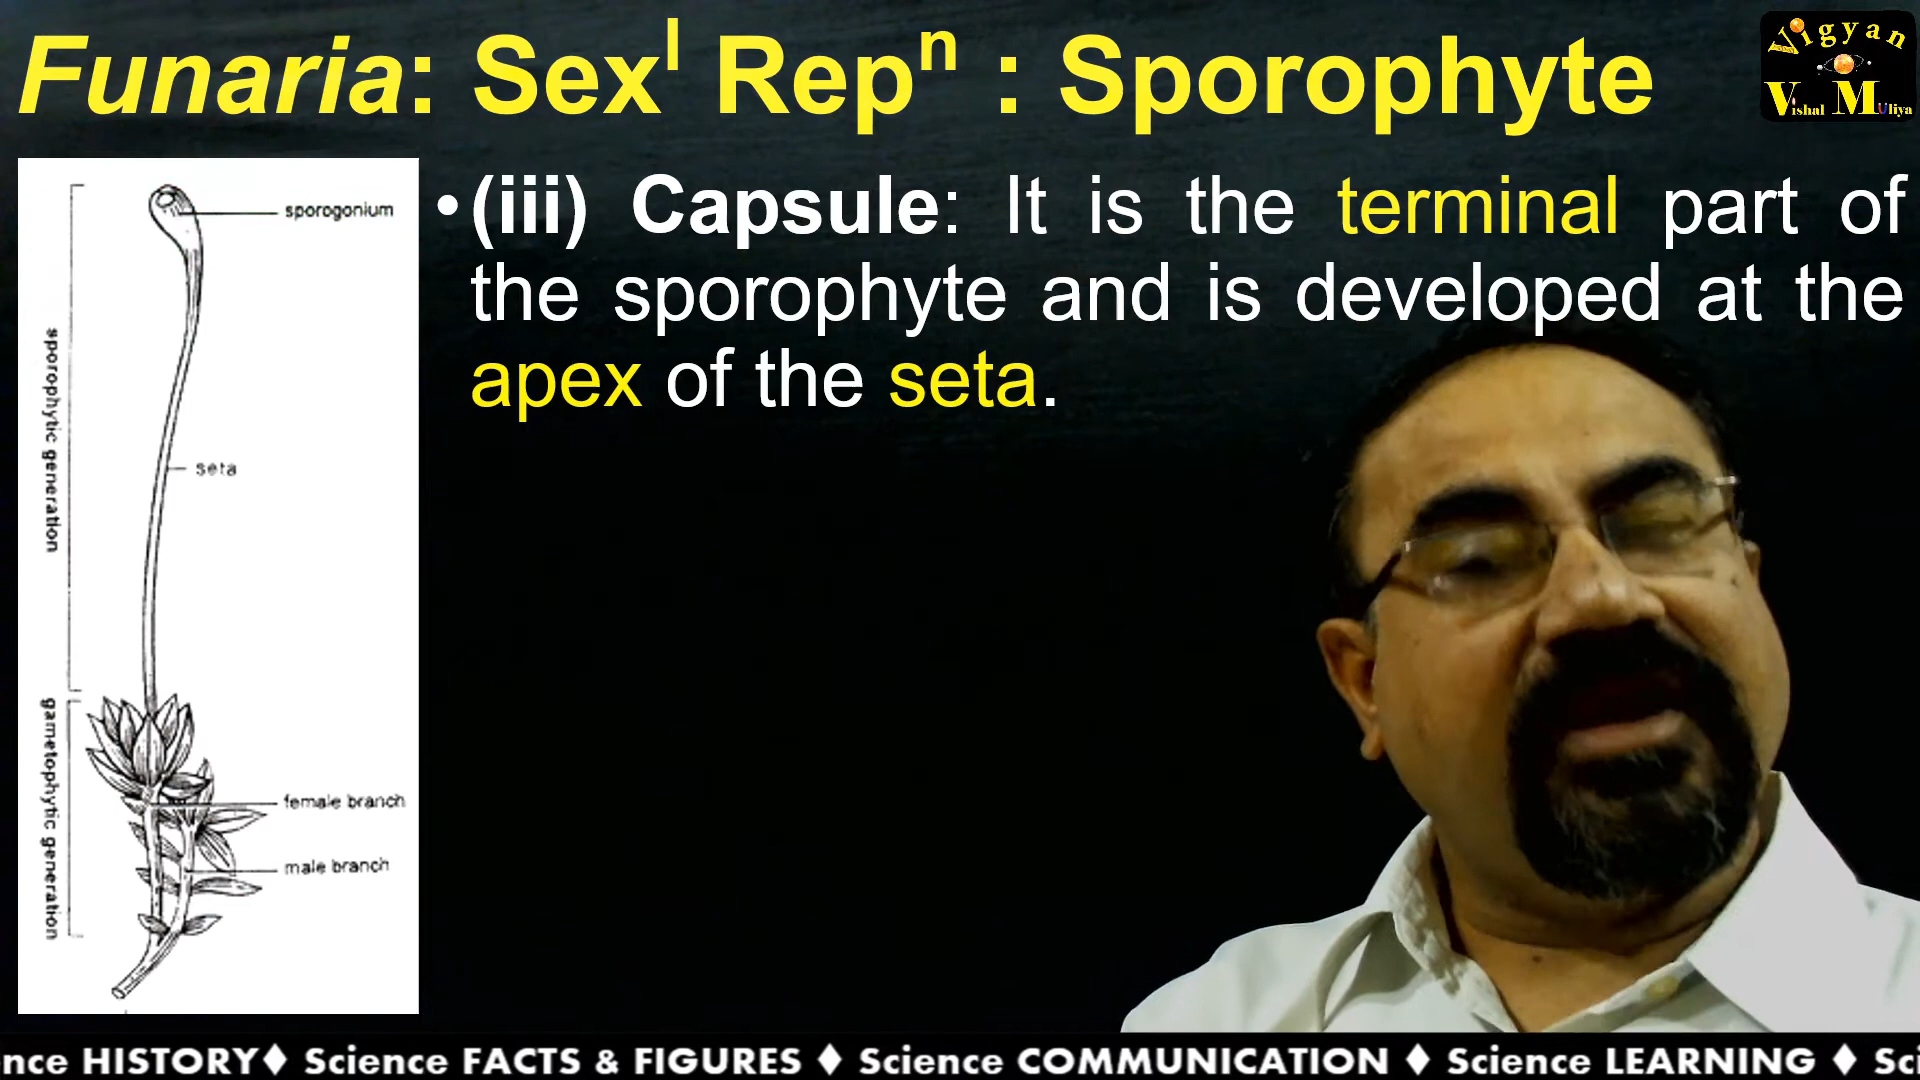 Funaria: Sexˡ Repⁿ : Sporophyte
Vigyan
Vishal Muliya
•(iii) Capsule: It is the terminal part of
the sporophyte and is developed at the
apex of the seta.
sporogonium
sporophytic generation
seta
gametophytic generation
female branch
male branch
nce HISTORY♦ Science FACTS & FIGURES ♦ Science COMMUNICATION ♦ Science LEARNING ♦ Sci